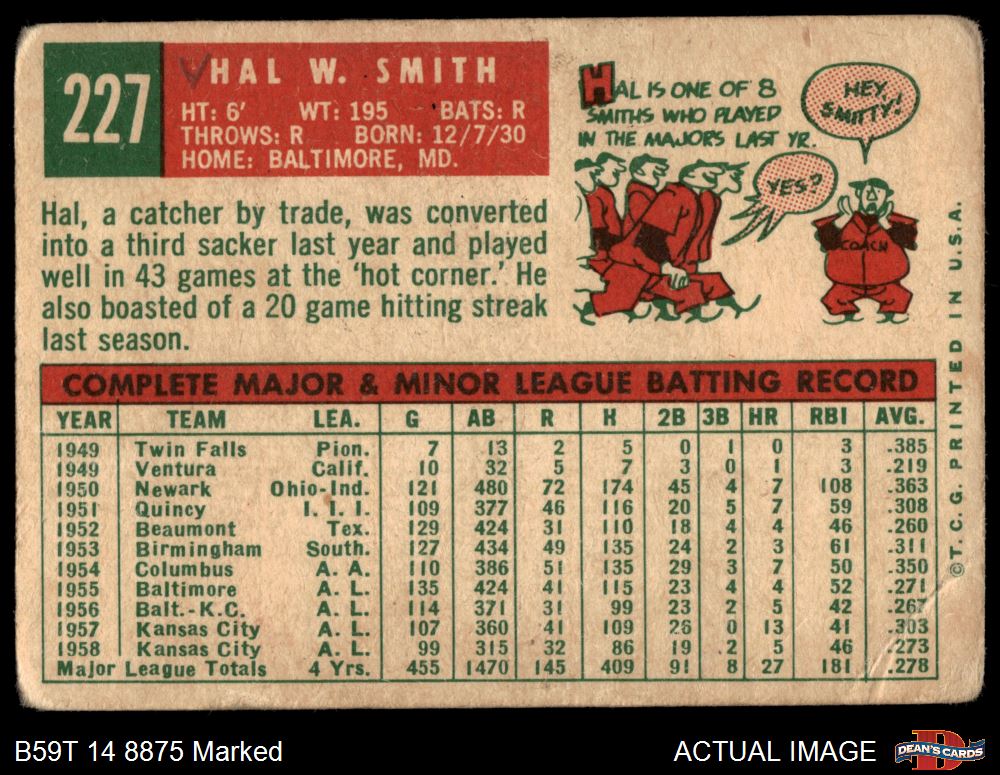 227
HAL W. SMITH
HT: 6' WT: 195 BATS: R
THROWS: R BORN: 12/7/30
HOME: BALTIMORE, MD.
HAL IS ONE OF 8
SMITHS WHO PLAYED
IN THE MAJORS LAST YR.
HEY,
SMITTY!
YES?
COACH
Hal, a catcher by trade, was converted
into a third sacker last year and played
well in 43 games at the 'hot corner.' He
also boasted of a 20 game hitting streak
last season.
COMPLETE MAJOR & MINOR LEAGUE BATTING RECORD
YEAR TEAM LEA. G AB R H 2B 3B HR RBI AVG.
1949 Twin Falls Pion. 7 13 2 5 0 1 0 3 .385
1949 Ventura Calif. 10 32 5 7 3 0 1 3 .219
1950 Newark Ohio-Ind. 121 480 72 174 45 4 7 108 .363
1951 Quincy I. I. I. 109 377 46 116 20 5 7 59 .308
1952 Beaumont Tex. 129 424 31 110 18 4 4 46 .260
1953 Birmingham South. 127 434 49 135 24 2 3 61 .311
1954 Columbus A. A. 110 386 51 135 29 3 7 50 .350
1955 Baltimore A. L. 135 424 41 115 23 4 4 52 .271
1956 Balt.-K.C. A. L. 114 371 31 99 23 2 5 42 .267
1957 Kansas City A. L. 107 360 41 109 26 0 13 41 .303
1958 Kansas City A. L. 99 315 32 86 19 2 5 46 .273
Major League Totals 4 Yrs. 455 1470 145 409 91 8 27 181 .278
©T. C. G. PRINTED IN U.S.A.
B59T 14 8875 Marked
ACTUAL IMAGE
D
DEAN'S CARDS